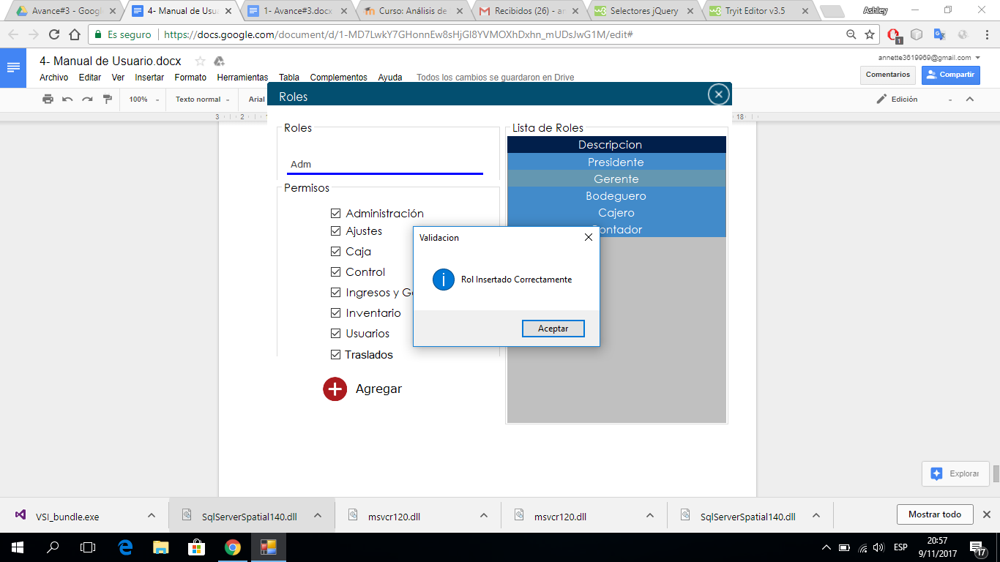 Avance#3 - Googl
4- Manual de Usua
1- Avance#3.docx
Curso: Análisis de
Recibidos (26) - an
Selectores jQuery
Tryit Editor v3.5
Ashley
Es seguro
https://docs.google.com/document/d/1-MD7LwkY7GHonnEw8sHjGl8YVMOXhDxhn_mUDsJwG1M/edit#
1
4- Manual de Usuario.docx
annette3619969@gmail.com
Archivo Editar Ver Insertar Formato Herramientas Tabla Complementos Ayuda Todos los cambios se guardaron en Drive
Comentarios
Compartir
100% Texto normal Arial
Edición
3 2 1 18
Roles
Roles
Adm
Permisos
Administración
Ajustes
Caja
Control
Ingresos y Ga
Inventario
Usuarios
Traslados
Agregar
Lista de Roles
Descripcion
Presidente
Gerente
Bodeguero
Cajero
ontador
Validacion
Rol Insertado Correctamente
Aceptar
Explorar
VSI_bundle.exe
SqlServerSpatial140.dll
msvcr120.dll
msvcr120.dll
SqlServerSpatial140.dll
Mostrar todo
ESP
20:57
9/11/2017
17